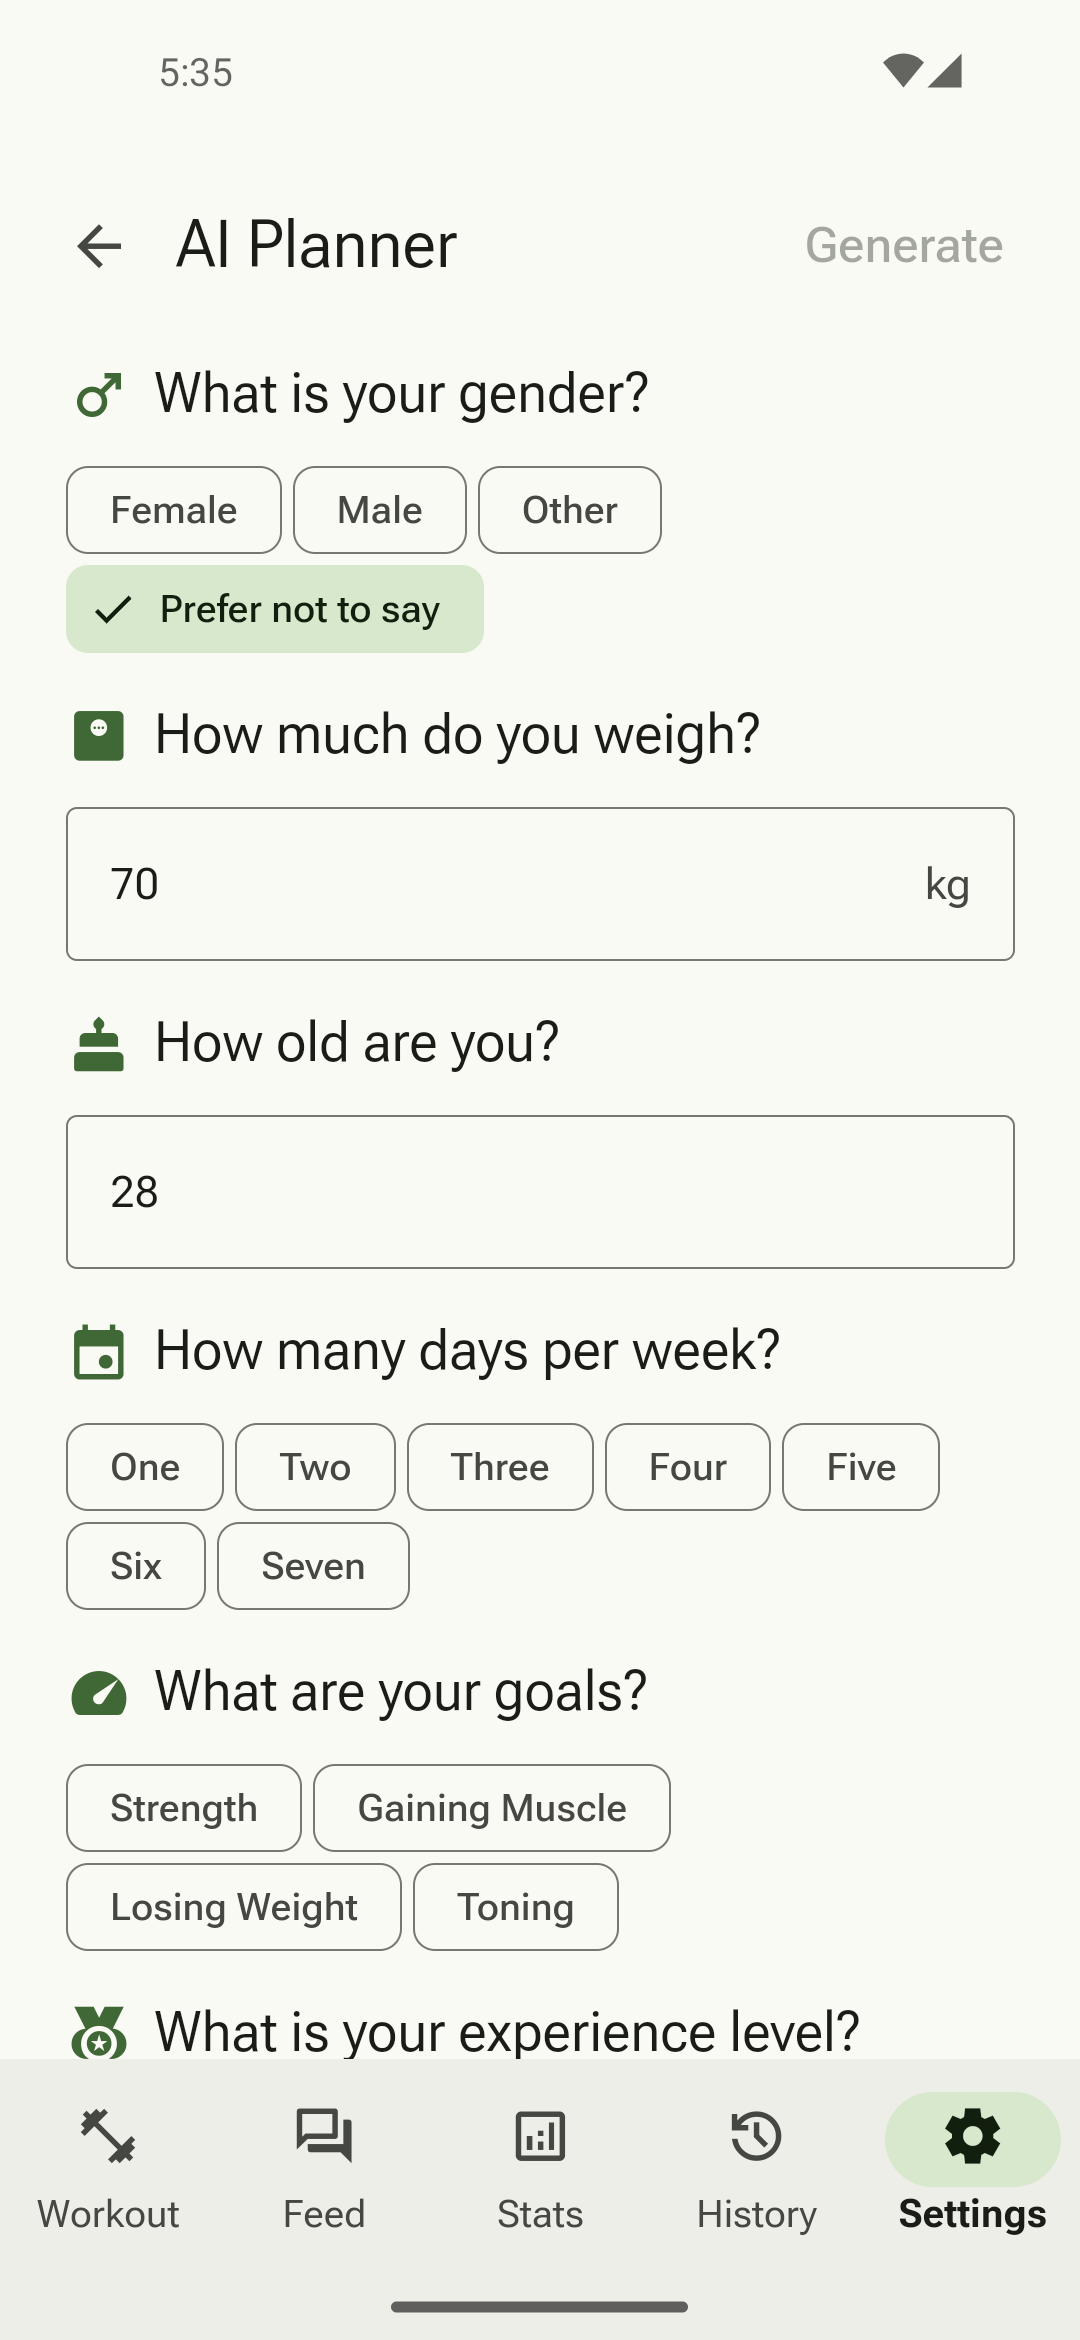 5:35
AI Planner
Generate
What is your gender?
Female
Male
Other
Prefer not to say
How much do you weigh?
70
kg
How old are you?
28
How many days per week?
One
Two
Three
Four
Five
Six
Seven
What are your goals?
Strength
Gaining Muscle
Losing Weight
Toning
What is your experience level?
Workout
Feed
Stats
History
Settings